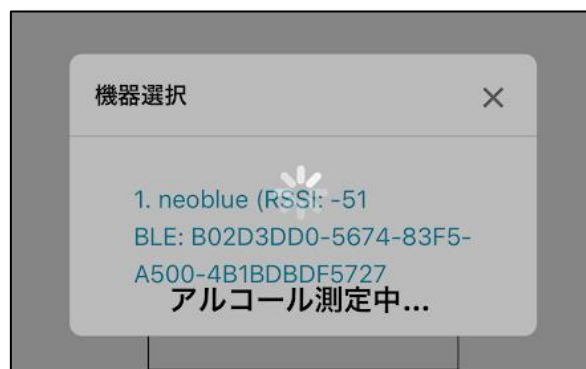 機器選択
1. neoblue (RSSI: -51
BLE: B02D3DD0-5674-83F5-
A500-4B1BDBDF5727
アルコール測定中...